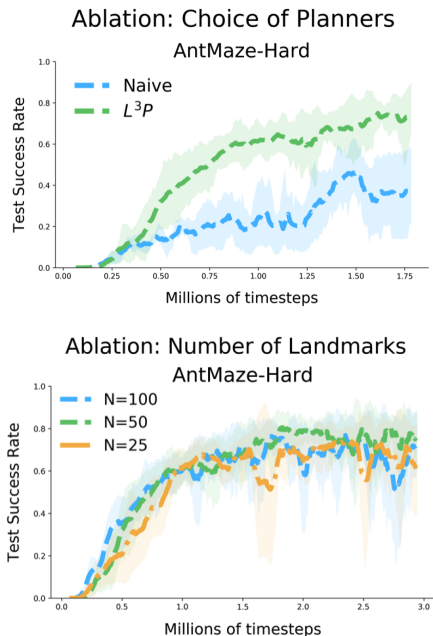 Ablation: Choice of Planners
AntMaze-Hard
Test Success Rate
1.0
0.8
0.6
0.4
0.2
0.0
Naive
L³P
0.00 0.25 0.50 0.75 1.00 1.25 1.50 1.75
Millions of timesteps
Ablation: Number of Landmarks
AntMaze-Hard
Test Success Rate
1.0
0.8
0.6
0.4
0.2
0.0
N=100
N=50
N=25
0.0 0.5 1.0 1.5 2.0 2.5 3.0
Millions of timesteps